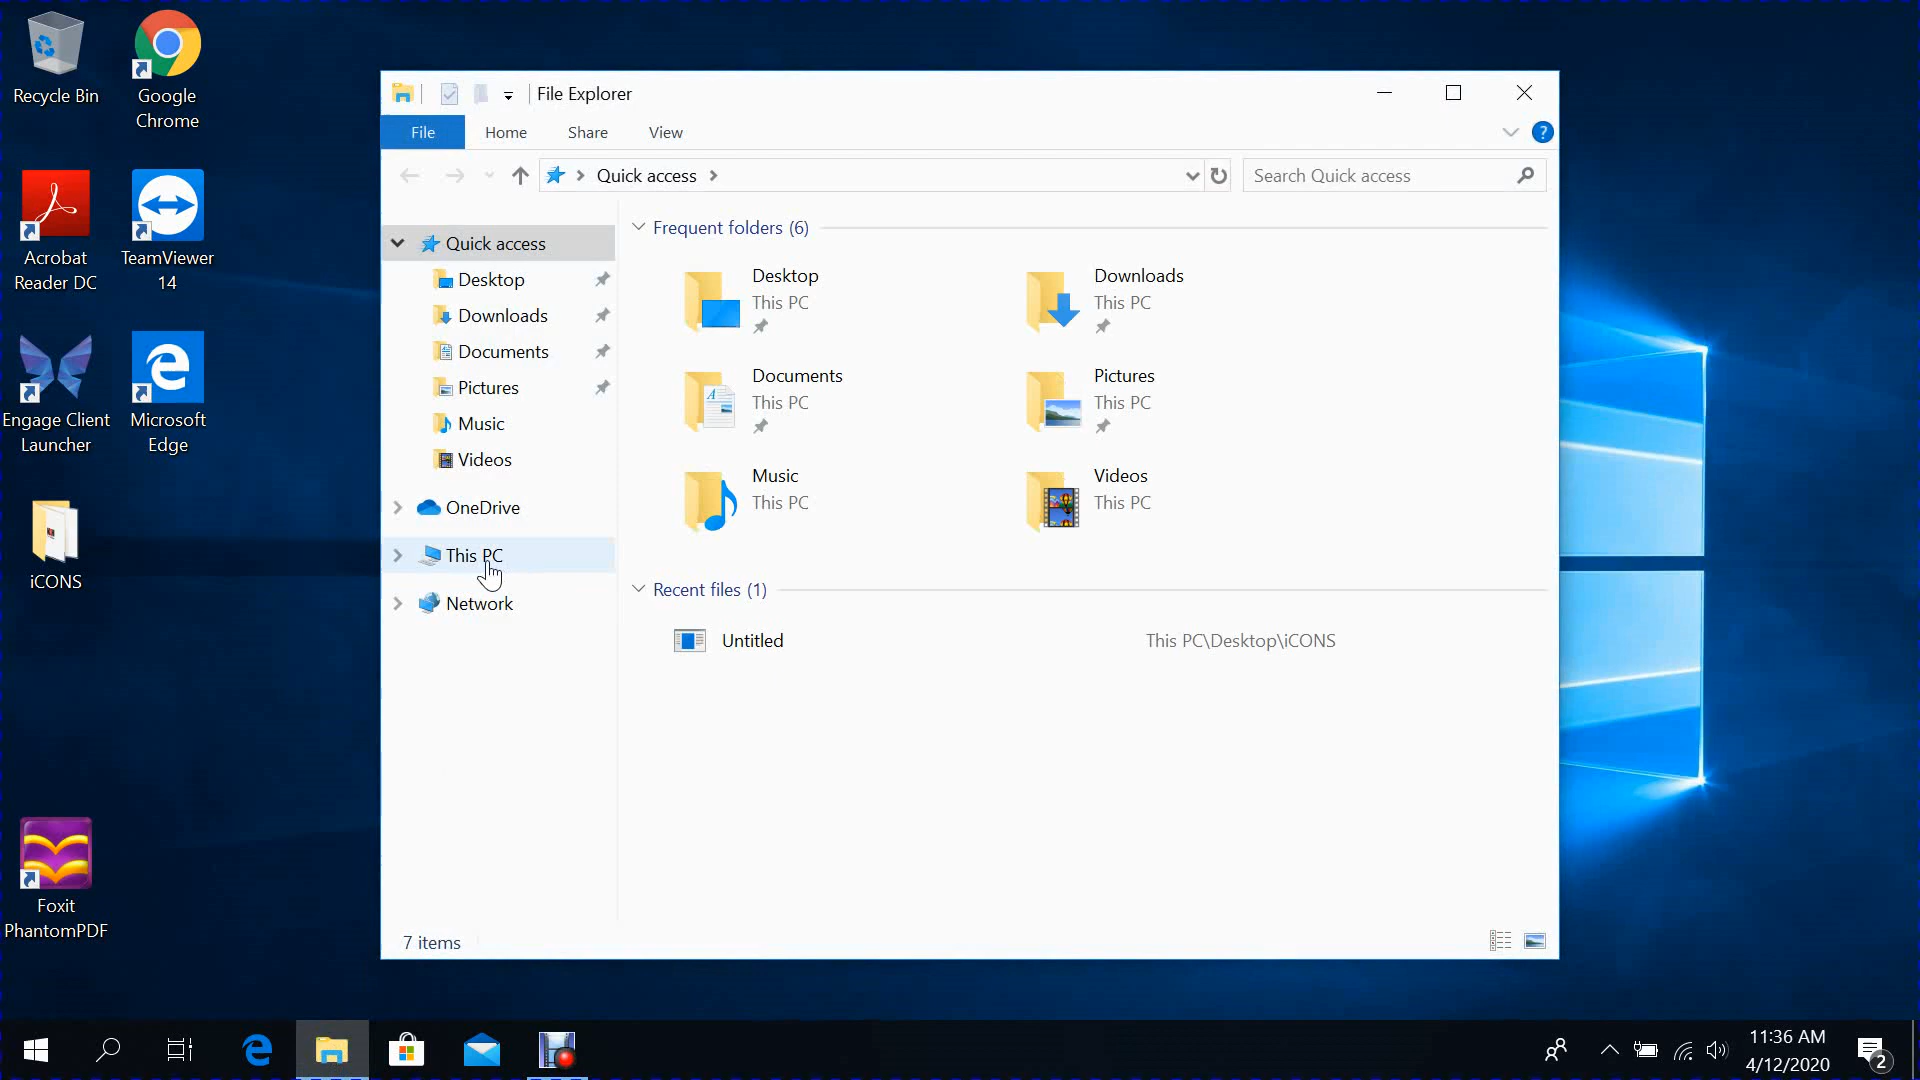 Recycle Bin
Google
Chrome
Acrobat
Reader DC
TeamViewer
14
Engage Client
Launcher
Microsoft
Edge
iCONS
Foxit
PhantomPDF
File Explorer
File Home Share View
?
Quick access
Search Quick access
Quick access
Desktop
Downloads
Documents
Pictures
Music
Videos
OneDrive
This PC
Network
Frequent folders (6)
Desktop
This PC
Downloads
This PC
Documents
This PC
Pictures
This PC
Music
This PC
Videos
This PC
Recent files (1)
Untitled This PC\Desktop\iCONS
7 items
11:36 AM
4/12/2020
2